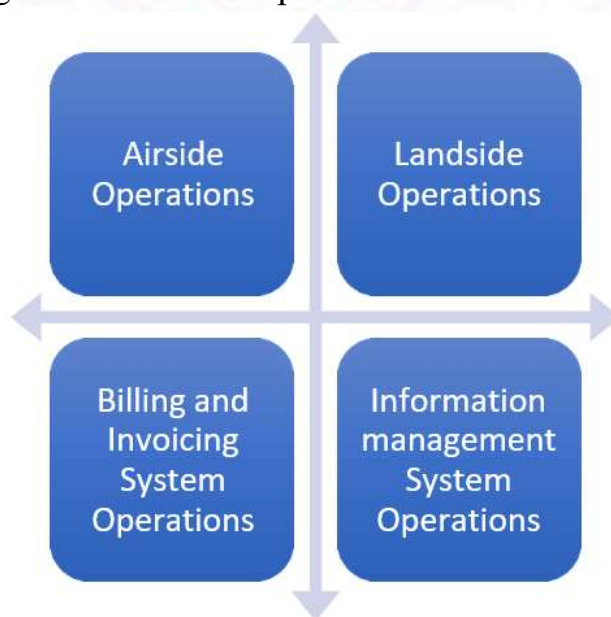 Airside
Operations
Landside
Operations
Billing and
Invoicing
System
Operations
Information
management
System
Operations